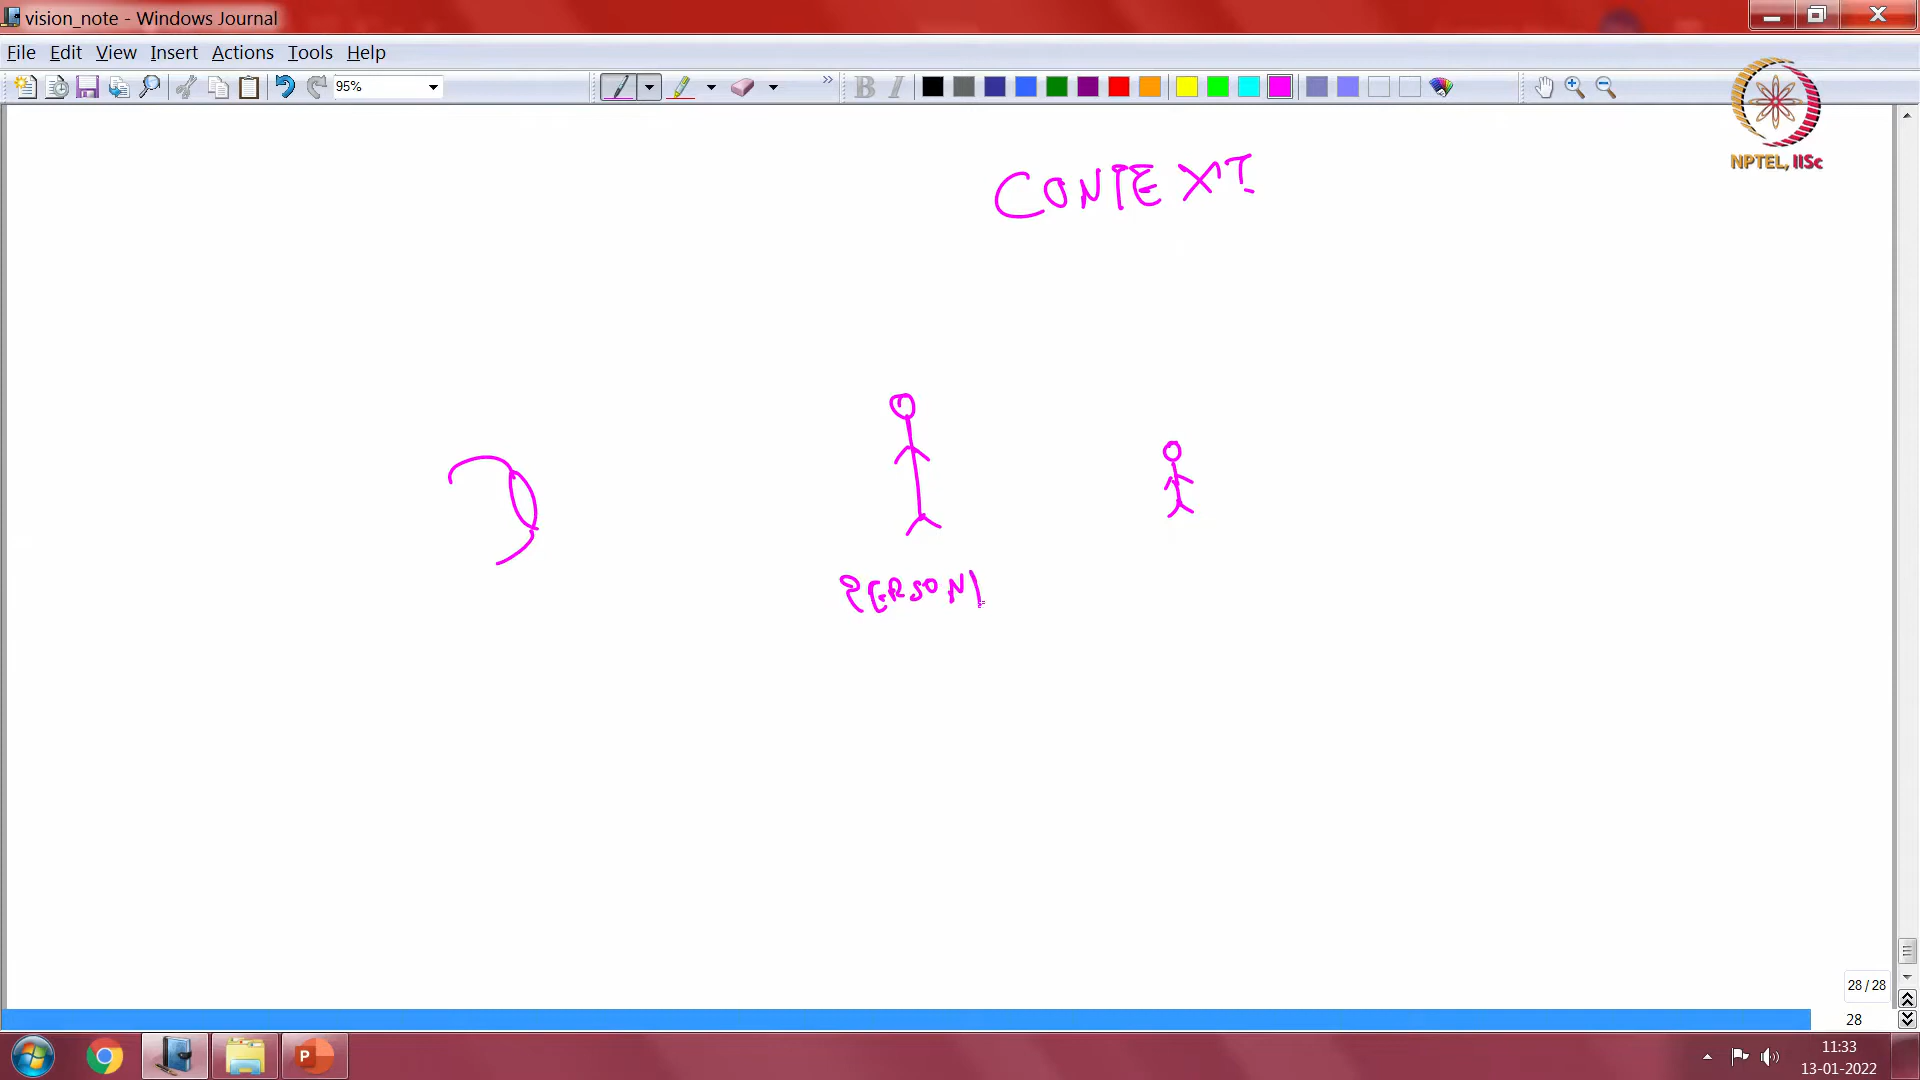 vision_note - Windows Journal
File Edit View Insert Actions Tools Help
95%
B I
NPTEL, IISc
CONTEXT
PERSON
28 / 28
28
P
11:33
13-01-2022